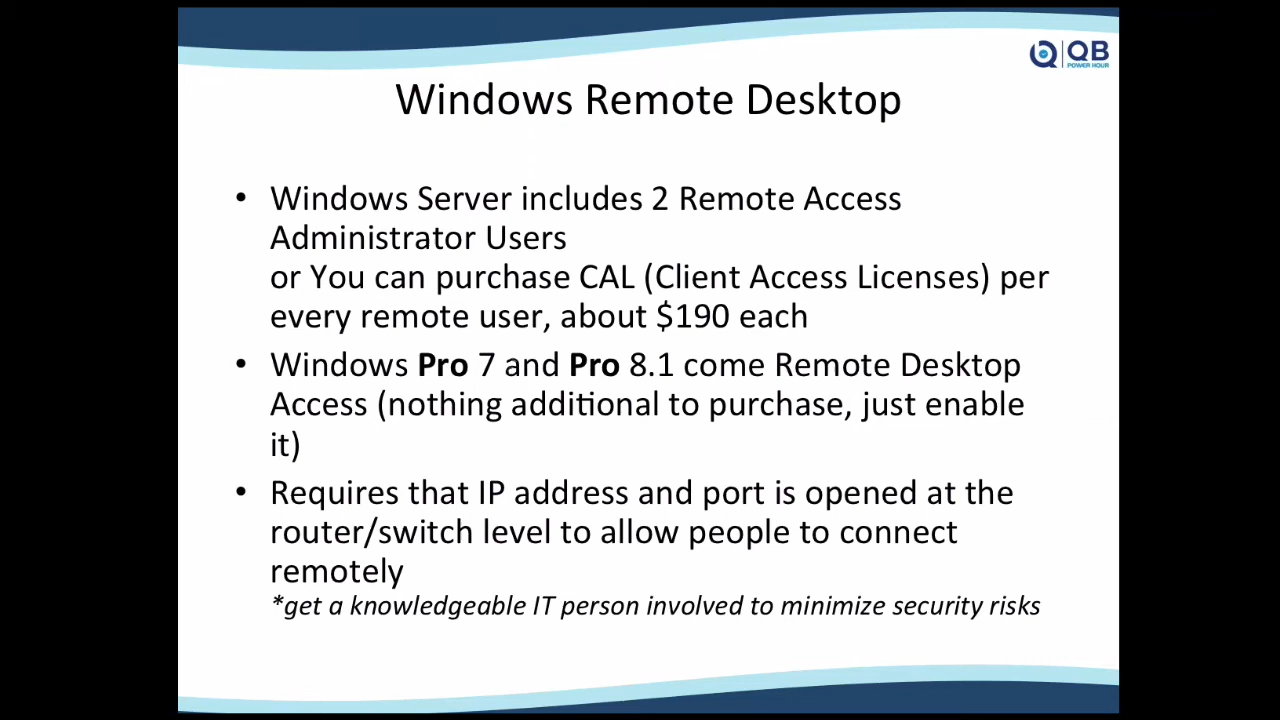 QB
POWER HOUR
Windows Remote Desktop
• Windows Server includes 2 Remote Access
Administrator Users
or You can purchase CAL (Client Access Licenses) per
every remote user, about $190 each
• Windows Pro 7 and Pro 8.1 come Remote Desktop
Access (nothing additional to purchase, just enable
it)
• Requires that IP address and port is opened at the
router/switch level to allow people to connect
remotely
*get a knowledgeable IT person involved to minimize security risks